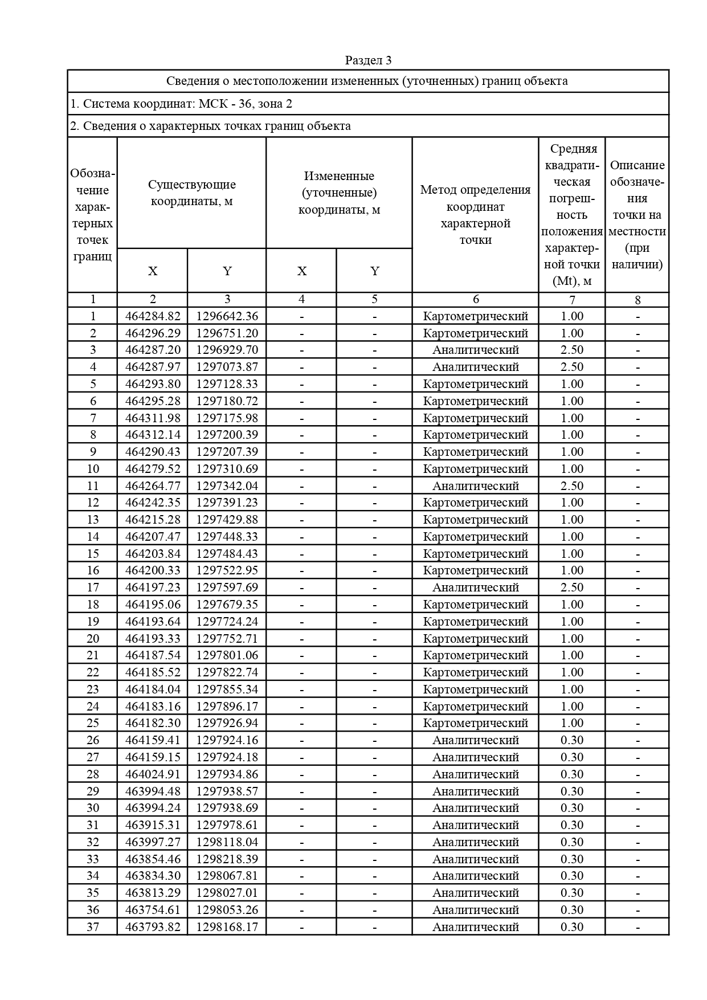 Раздел 3
Сведения о местоположении измененных (уточненных) границ объекта
1. Система координат: МСК - 36, зона 2
2. Сведения о характерных точках границ объекта
Обозна-
чение
харак-
терных
точек
границ
Существующие
координаты, м
Измененные
(уточненные)
координаты, м
Метод определения
координат
характерной
точки
Средняя
квадрати-
ческая
погреш-
ность
положения
характер-
ной точки
(Mt), м
Описание
обозначе-
ния
точки на
местности
(при
наличии)
X Y X Y
1 2 3 4 5 6 7 8
1 464284.82 1296642.36 - - Картометрический 1.00 -
2 464296.29 1296751.20 - - Картометрический 1.00 -
3 464287.20 1296929.70 - - Аналитический 2.50 -
4 464287.97 1297073.87 - - Аналитический 2.50 -
5 464293.80 1297128.33 - - Картометрический 1.00 -
6 464295.28 1297180.72 - - Картометрический 1.00 -
7 464311.98 1297175.98 - - Картометрический 1.00 -
8 464312.14 1297200.39 - - Картометрический 1.00 -
9 464290.43 1297207.39 - - Картометрический 1.00 -
10 464279.52 1297310.69 - - Картометрический 1.00 -
11 464264.77 1297342.04 - - Аналитический 2.50 -
12 464242.35 1297391.23 - - Картометрический 1.00 -
13 464215.28 1297429.88 - - Картометрический 1.00 -
14 464207.47 1297448.33 - - Картометрический 1.00 -
15 464203.84 1297484.43 - - Картометрический 1.00 -
16 464200.33 1297522.95 - - Картометрический 1.00 -
17 464197.23 1297597.69 - - Аналитический 2.50 -
18 464195.06 1297679.35 - - Картометрический 1.00 -
19 464193.64 1297724.24 - - Картометрический 1.00 -
20 464193.33 1297752.71 - - Картометрический 1.00 -
21 464187.54 1297801.06 - - Картометрический 1.00 -
22 464185.52 1297822.74 - - Картометрический 1.00 -
23 464184.04 1297855.34 - - Картометрический 1.00 -
24 464183.16 1297896.17 - - Картометрический 1.00 -
25 464182.30 1297926.94 - - Картометрический 1.00 -
26 464159.41 1297924.16 - - Аналитический 0.30 -
27 464159.15 1297924.18 - - Аналитический 0.30 -
28 464024.91 1297934.86 - - Аналитический 0.30 -
29 463994.48 1297938.57 - - Аналитический 0.30 -
30 463994.24 1297938.69 - - Аналитический 0.30 -
31 463915.31 1297978.61 - - Аналитический 0.30 -
32 463997.27 1298118.04 - - Аналитический 0.30 -
33 463854.46 1298218.39 - - Аналитический 0.30 -
34 463834.30 1298067.81 - - Аналитический 0.30 -
35 463813.29 1298027.01 - - Аналитический 0.30 -
36 463754.61 1298053.26 - - Аналитический 0.30 -
37 463793.82 1298168.17 - - Аналитический 0.30 -